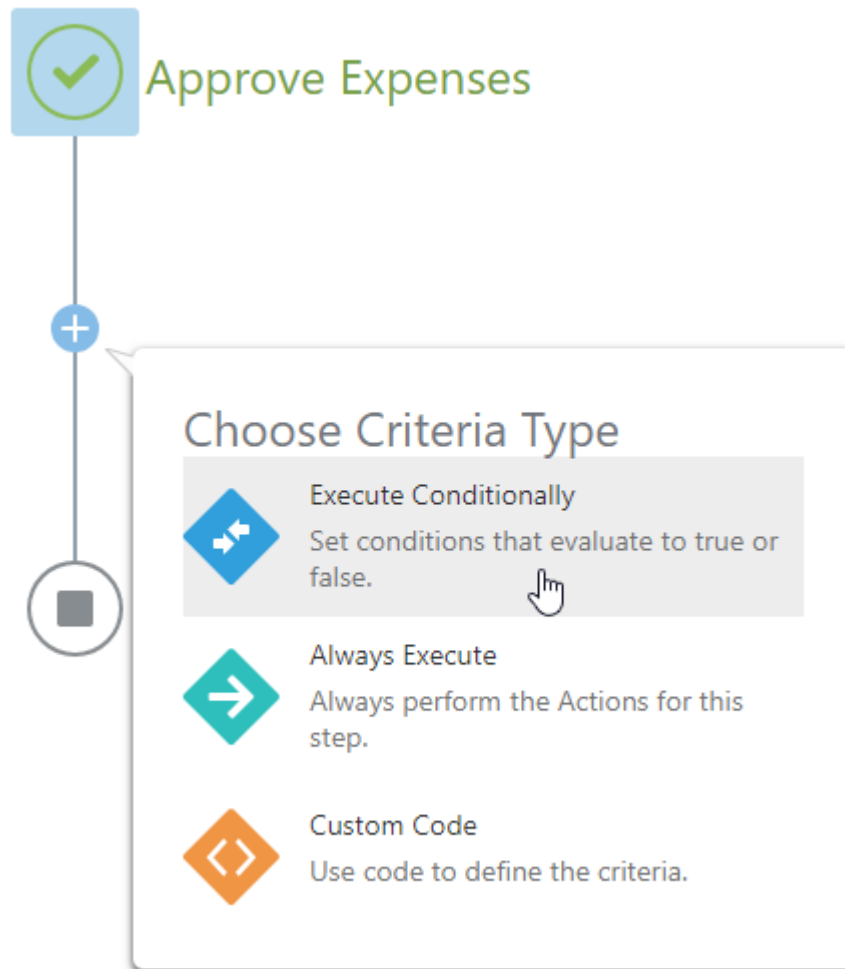 Approve Expenses
Choose Criteria Type
Execute Conditionally
Set conditions that evaluate to true or
false.
Always Execute
Always perform the Actions for this
step.
Custom Code
Use code to define the criteria.